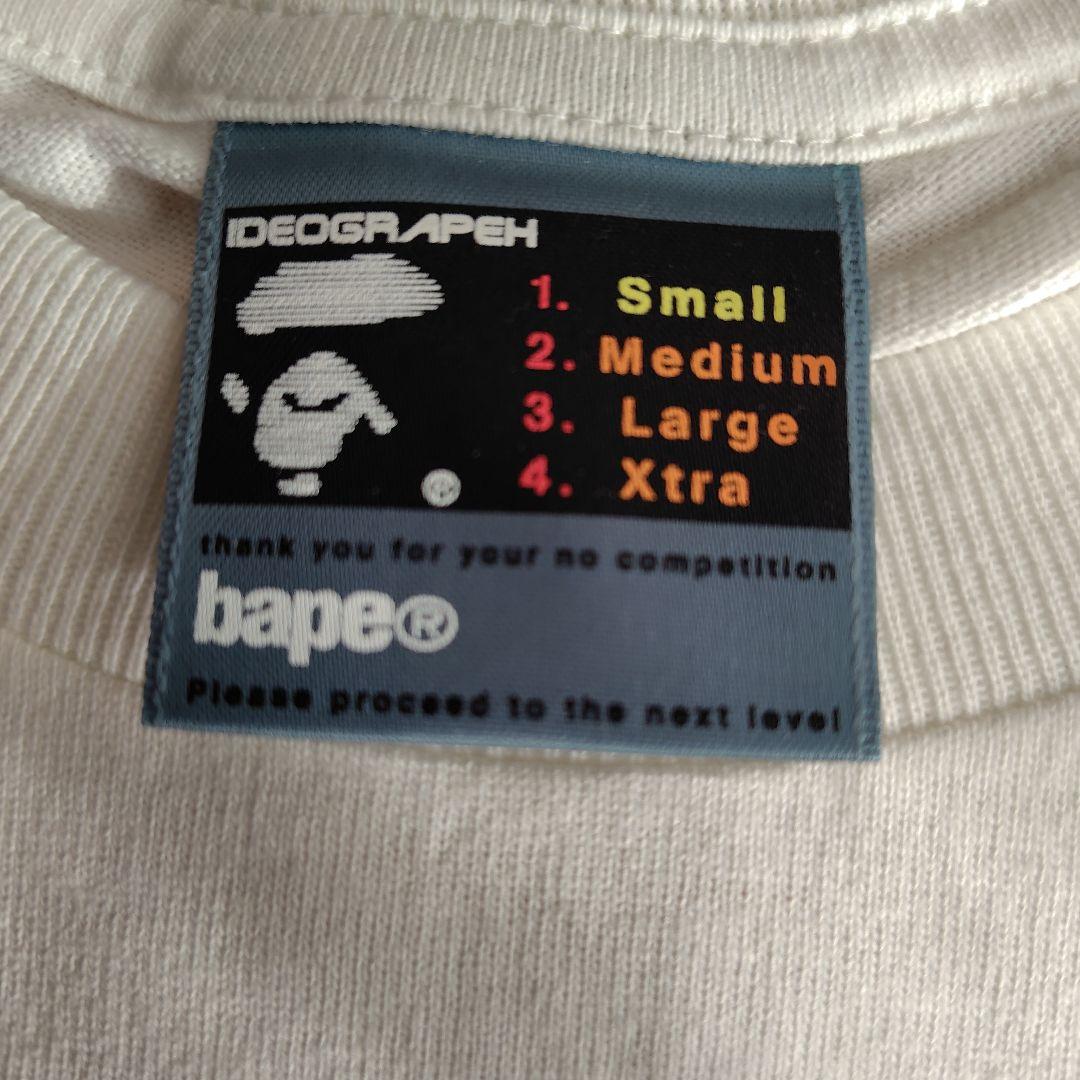 IDEOGRAPEH
1. Small
2. Medium
3. Large
4. Xtra
®
thank you for your no competition
bape®
Please proceed to the next level